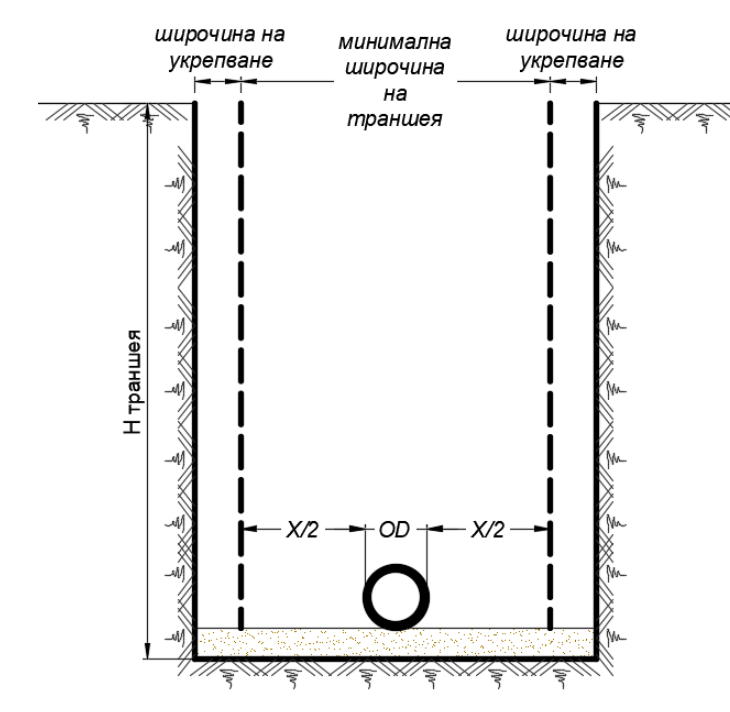 широчина на
укрепване
минимална
широчина
на
траншея
широчина на
укрепване
Н траншея
X/2
OD
X/2